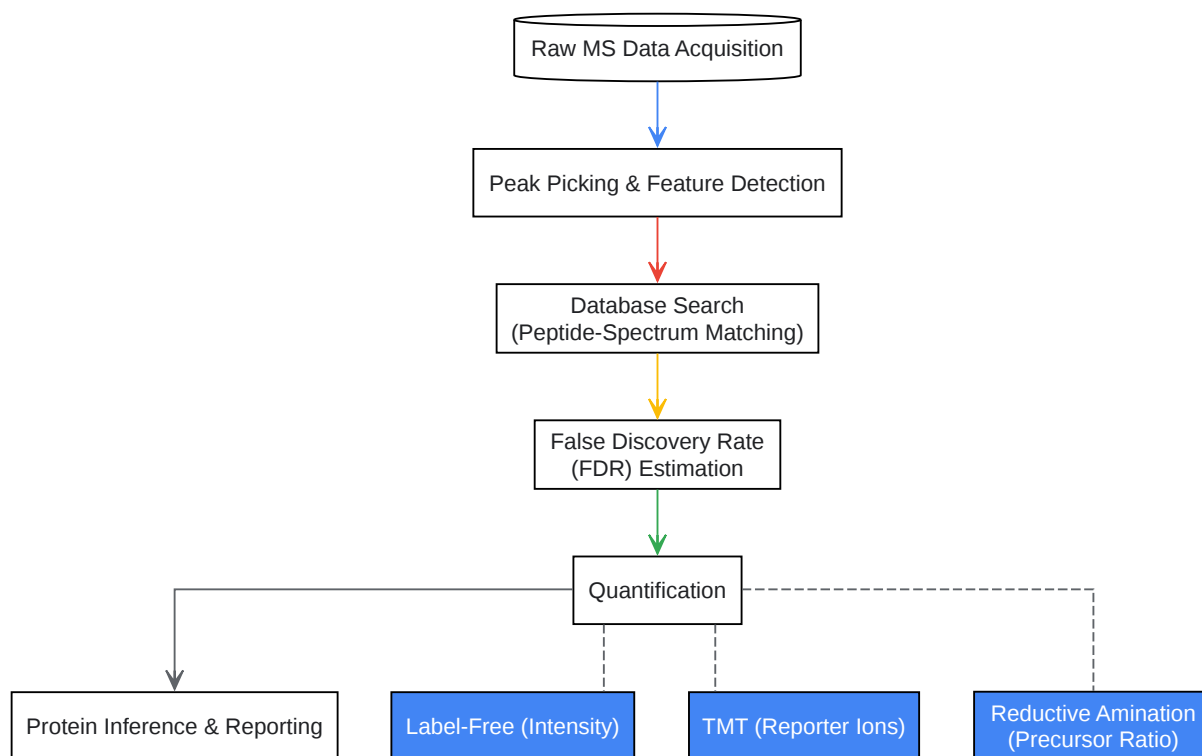 Raw MS Data Acquisition
Peak Picking & Feature Detection
Database Search
(Peptide-Spectrum Matching)
False Discovery Rate
(FDR) Estimation
Quantification
Protein Inference & Reporting
Label-Free (Intensity)
TMT (Reporter Ions)
Reductive Amination
(Precursor Ratio)